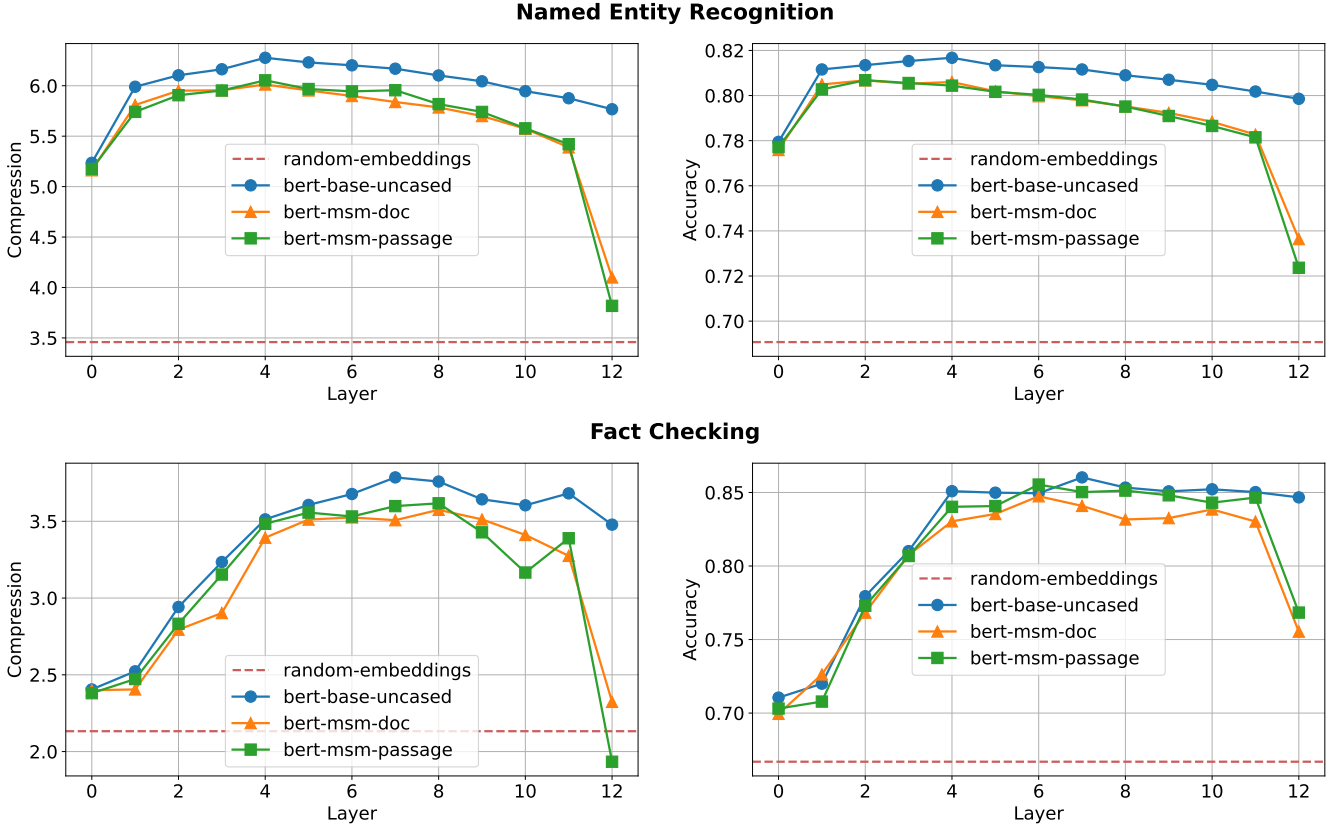 Named Entity Recognition
Compression
6.0
5.5
5.0
4.5
4.0
3.5
random-embeddings
bert-base-uncased
bert-msm-doc
bert-msm-passage
0 2 4 6 8 10 12
Layer
Accuracy
0.82
0.80
0.78
0.76
0.74
0.72
0.70
random-embeddings
bert-base-uncased
bert-msm-doc
bert-msm-passage
0 2 4 6 8 10 12
Layer
Fact Checking
Compression
3.5
3.0
2.5
2.0
random-embeddings
bert-base-uncased
bert-msm-doc
bert-msm-passage
0 2 4 6 8 10 12
Layer
Accuracy
0.85
0.80
0.75
0.70
random-embeddings
bert-base-uncased
bert-msm-doc
bert-msm-passage
0 2 4 6 8 10 12
Layer